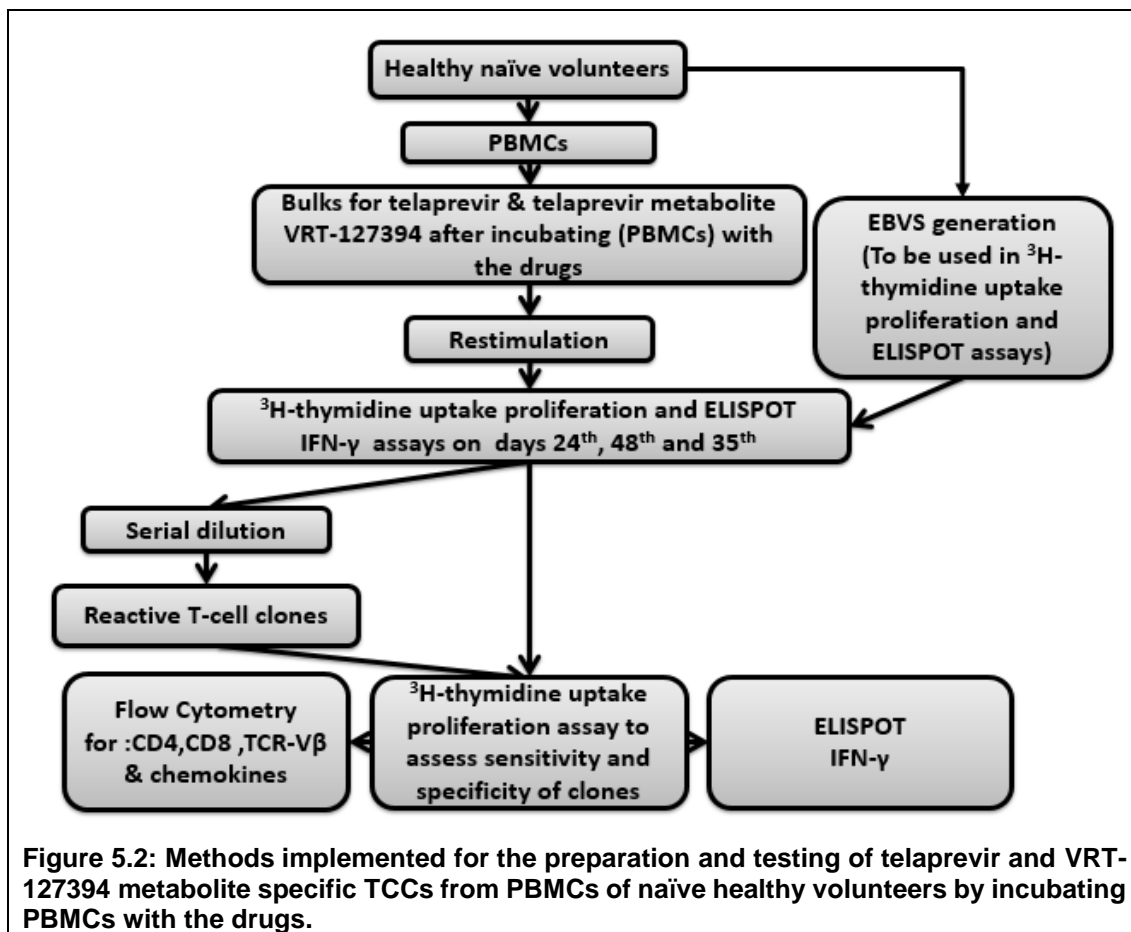 Healthy naïve volunteers
PBMCs
Bulks for telaprevir & telaprevir metabolite
VRT-127394 after incubating (PBMCs) with
the drugs
EBVS generation
(To be used in ³H-
thymidine uptake
proliferation and
ELISPOT assays)
Restimulation
³H-thymidine uptake proliferation and ELISPOT
IFN-γ assays on days 24th, 48th and 35th
Serial dilution
Reactive T-cell clones
Flow Cytometry
for :CD4,CD8 ,TCR-Vβ
& chemokines
³H-thymidine uptake
proliferation assay to
assess sensitivity and
specificity of clones
ELISPOT
IFN-γ
Figure 5.2: Methods implemented for the preparation and testing of telaprevir and VRT-
127394 metabolite specific TCCs from PBMCs of naïve healthy volunteers by incubating
PBMCs with the drugs.